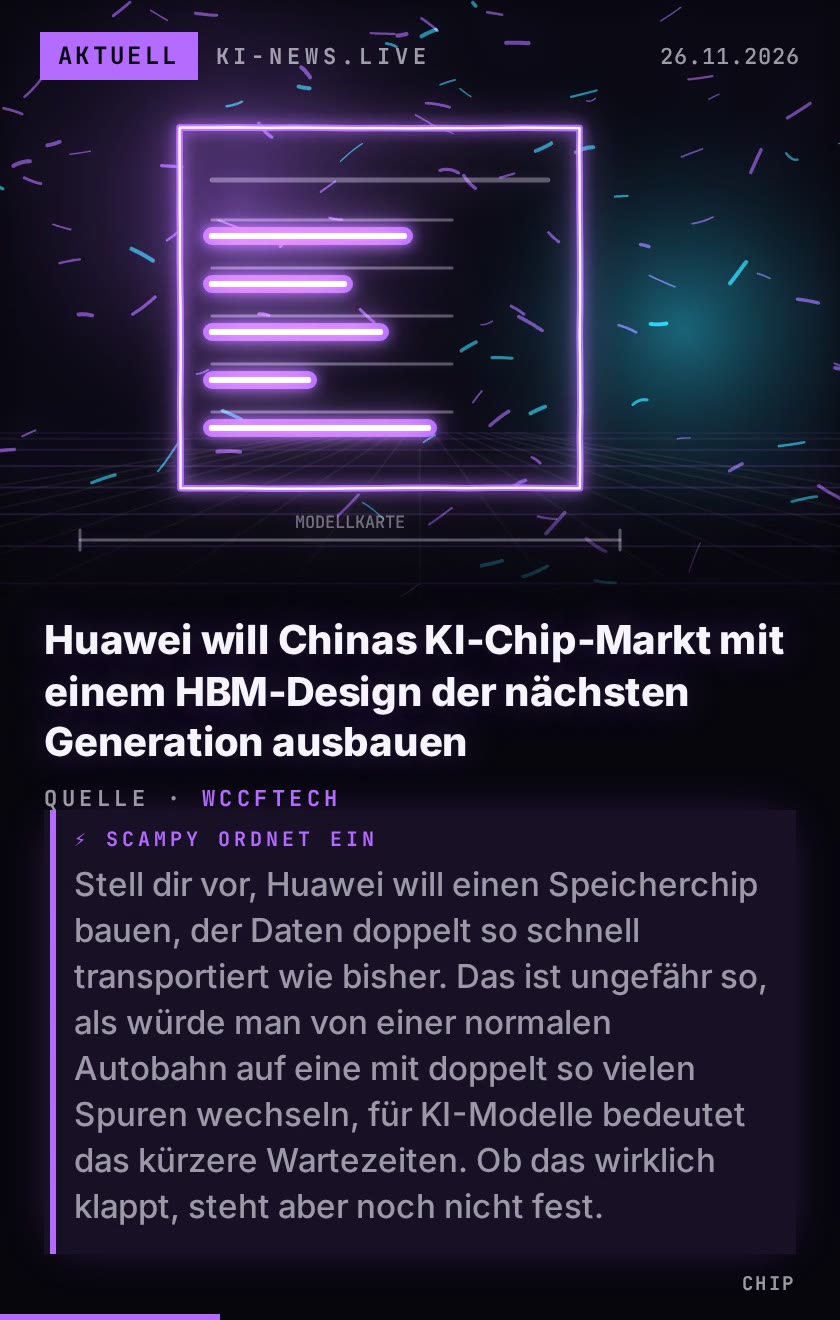 AKTUELL KI-NEWS.LIVE 26.11.2026
MODELLKARTE
Huawei will Chinas KI-Chip-Markt mit
einem HBM-Design der nächsten
Generation ausbauen
QUELLE · WCCFTECH
⚡ SCAMPY ORDNET EIN
Stell dir vor, Huawei will einen Speicherchip
bauen, der Daten doppelt so schnell
transportiert wie bisher. Das ist ungefähr so,
als würde man von einer normalen
Autobahn auf eine mit doppelt so vielen
Spuren wechseln, für KI-Modelle bedeutet
das kürzere Wartezeiten. Ob das wirklich
klappt, steht aber noch nicht fest.
CHIP